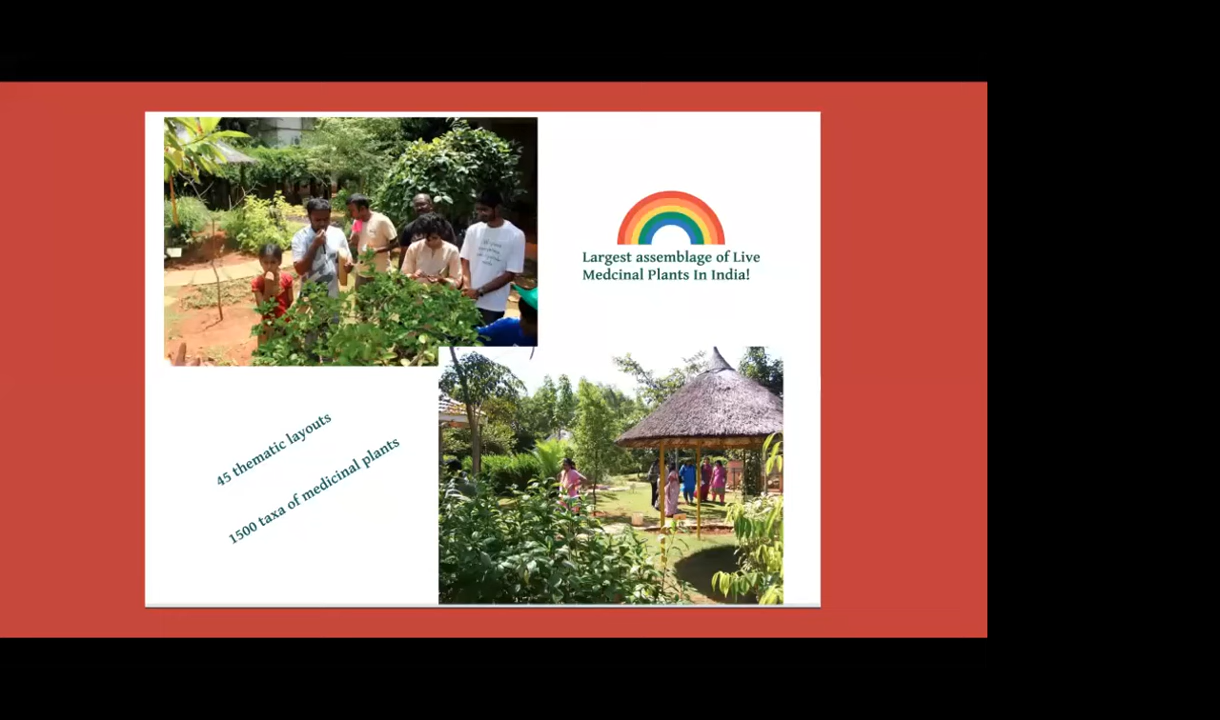 Largest assemblage of Live
Medcinal Plants In India!
45 thematic layouts
1500 taxa of medicinal plants